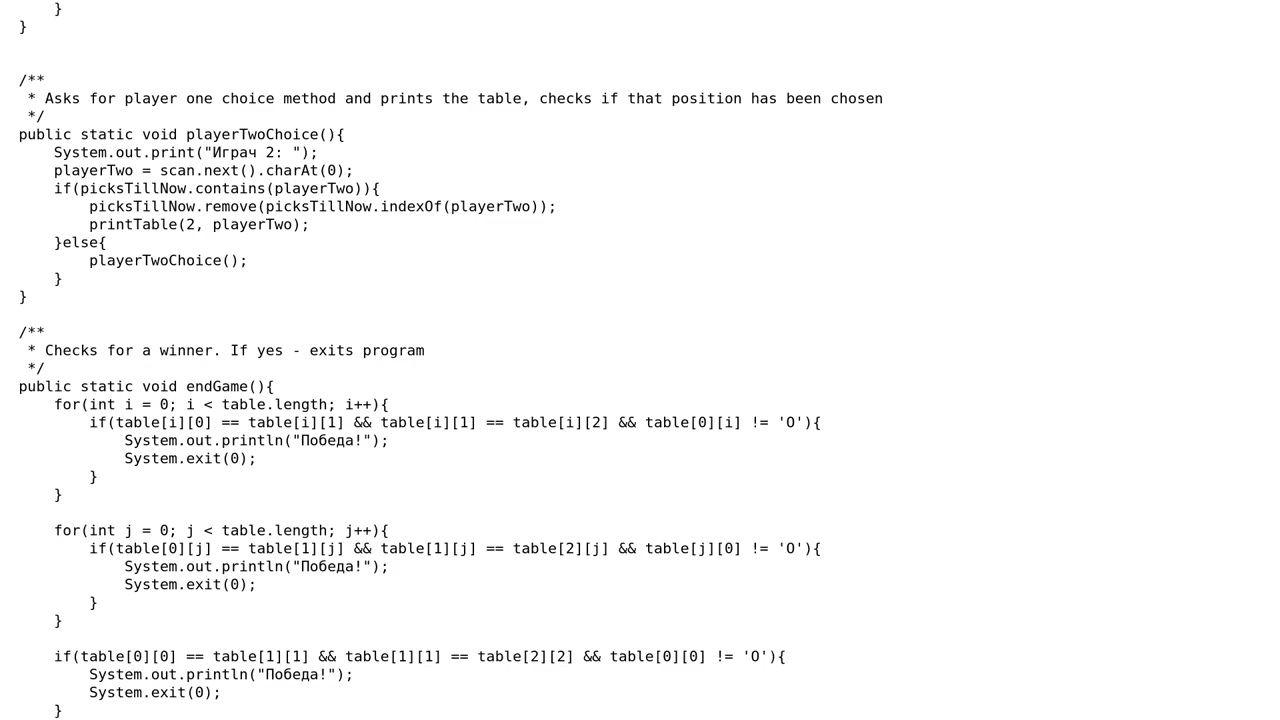 }
}
/**
 * Asks for player one choice method and prints the table, checks if that position has been chosen
 */
public static void playerTwoChoice(){
    System.out.print("Играч 2: ");
    playerTwo = scan.next().charAt(0);
    if(picksTillNow.contains(playerTwo)){
        picksTillNow.remove(picksTillNow.indexOf(playerTwo));
        printTable(2, playerTwo);
    }else{
        playerTwoChoice();
    }
}
/**
 * Checks for a winner. If yes - exits program
 */
public static void endGame(){
    for(int i = 0; i < table.length; i++){
        if(table[i][0] == table[i][1] && table[i][1] == table[i][2] && table[0][i] != 'O'){
            System.out.println("Победа!");
            System.exit(0);
        }
    }
    for(int j = 0; j < table.length; j++){
        if(table[0][j] == table[1][j] && table[1][j] == table[2][j] && table[j][0] != 'O'){
            System.out.println("Победа!");
            System.exit(0);
        }
    }
    if(table[0][0] == table[1][1] && table[1][1] == table[2][2] && table[0][0] != 'O'){
        System.out.println("Победа!");
        System.exit(0);
    }